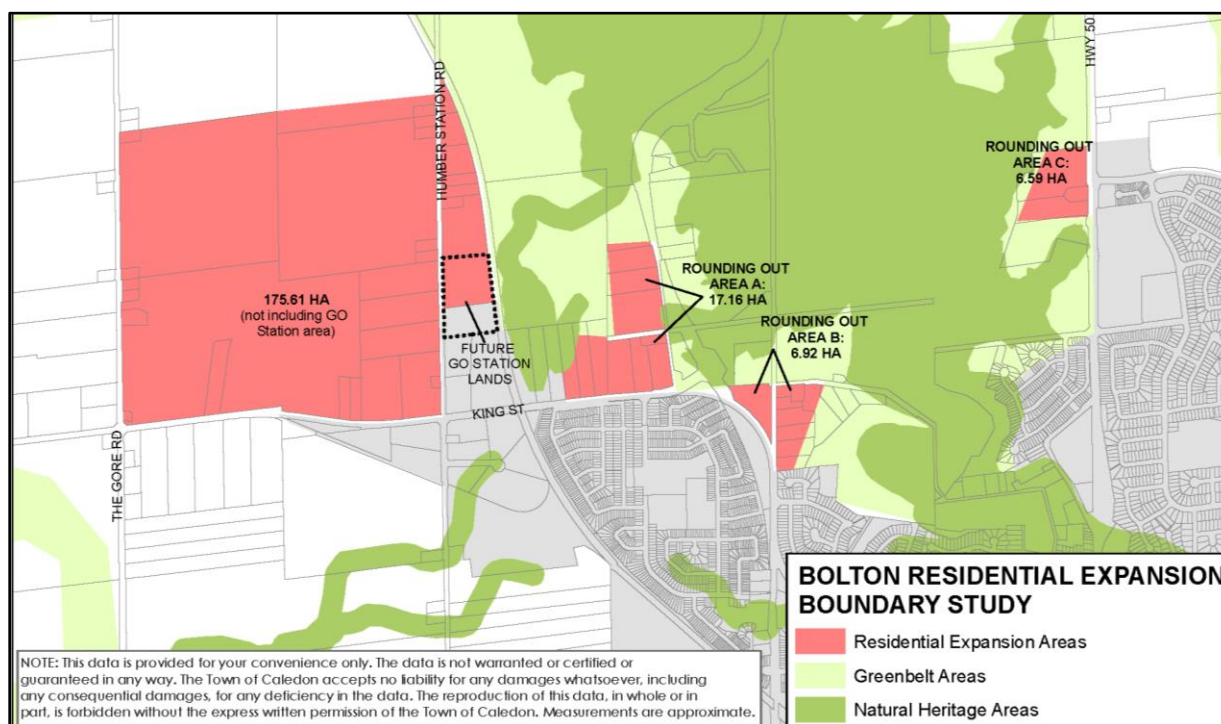 HUMBER STATION RD
HWY 50
ROUNDING OUT
AREA C:
6.59 HA
ROUNDING OUT
AREA A:
17.16 HA
175.61 HA
(not including GO
Station area)
ROUNDING OUT
AREA B:
6.92 HA
FUTURE
GO STATION
LANDS
KING ST
THE GORE RD
BOLTON RESIDENTIAL EXPANSION
BOUNDARY STUDY
Residential Expansion Areas
Greenbelt Areas
Natural Heritage Areas
NOTE: This data is provided for your convenience only. The data is not warranted or certified or
guaranteed in any way. The Town of Caledon accepts no liability for any damages whatsoever, including
any consequential damages, for any deficiency in the data. The reproduction of this data, in whole or in
part, is forbidden without the express written permission of the Town of Caledon. Measurements are approximate.